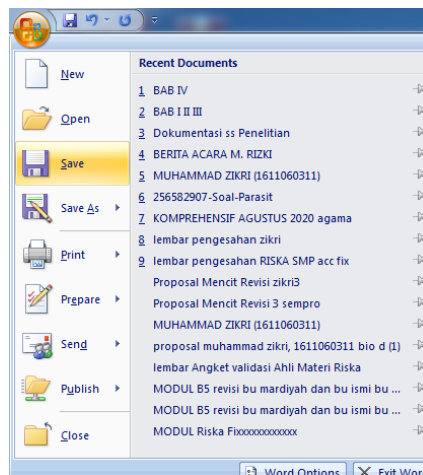 New
Open
Save
Save As
Print
Prepare
Send
Publish
Close
Recent Documents
1 BAB IV
2 BAB I II III
3 Dokumentasi ss Penelitian
4 BERITA ACARA M. RIZKI
5 MUHAMMAD ZIKRI (1611060311)
6 256582907-Soal-Parasit
7 KOMPREHENSIF AGUSTUS 2020 agama
8 lembar pengesahan zikri
9 lembar pengesahan RISKA SMP acc fix
Proposal Mencit Revisi zikri3
Proposal Mencit Revisi 3 sempro
MUHAMMAD ZIKRI (1611060311)
proposal muhammad zikri, 1611060311 bio d (1)
lembar Angket validasi Ahli Materi Riska
MODUL B5 revisi bu mardiyah dan bu ismi bu ...
MODUL B5 revisi bu mardiyah dan bu ismi bu ...
MODUL Riska Fixxxxxxxxxxxx
Word Options
Exit Wor